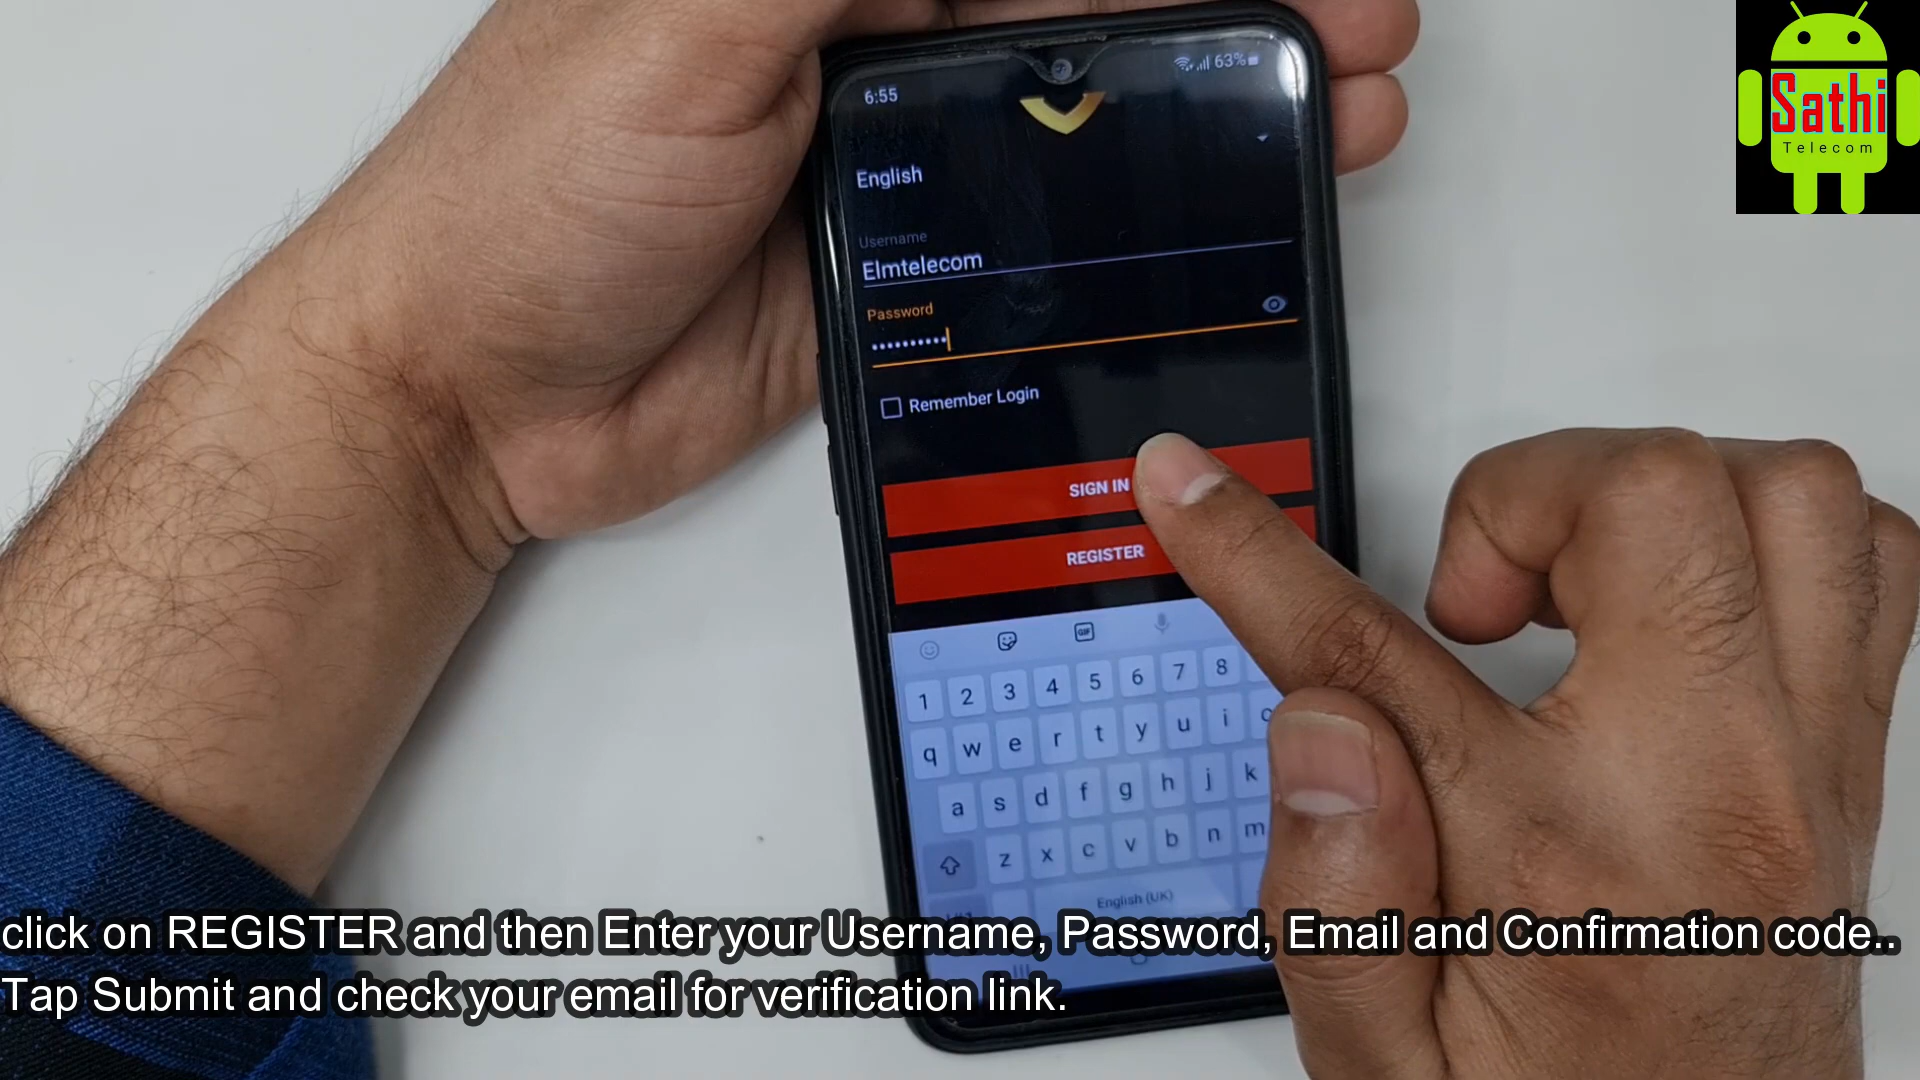 Sathi
Telecom
6:55
63%
English
Username
Elmtelecom
Password
Remember Login
SIGN IN
REGISTER
GIF
1 2 3 4 5 6 7 8
q w e r t y u i
a s d f g h j k
z x c v b n m
English (UK)
click on REGISTER and then Enter your Username, Password, Email and Confirmation code..
Tap Submit and check your email for verification link.